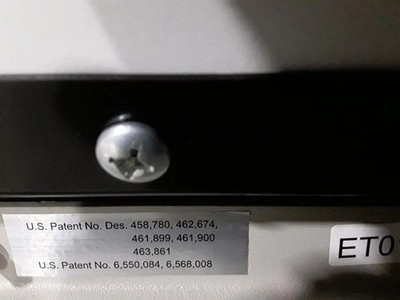 U.S. Patent No. Des. 458,780, 462,674,
461,899, 461,900
463,861
U.S. Patent No. 6,550,084, 6,568,008
ET0